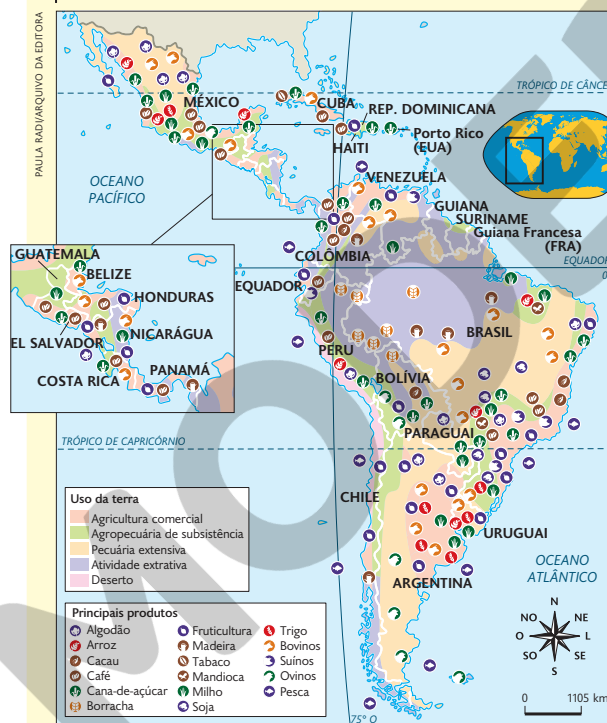 PAULA RADI/ARQUIVO DA EDITORA
TRÓPICO DE CÂNCE
MÉXICO
CUBA
REP. DOMINICANA
HAITI
Porto Rico
(EUA)
OCEANO
PACÍFICO
VENEZUELA
GUIANA
SURINAME
Guiana Francesa
(FRA)
COLÔMBIA
EQUADOR
0
EQUADOR
GUATEMALA
BELIZE
HONDURAS
NICARÁGUA
EL SALVADOR
COSTA RICA
PANAMÁ
PERU
BRASIL
BOLÍVIA
PARAGUAI
TRÓPICO DE CAPRICÓRNIO
CHILE
URUGUAI
ARGENTINA
OCEANO
ATLÂNTICO
Uso da terra
Agricultura comercial
Agropecuária de subsistência
Pecuária extensiva
Atividade extrativa
Deserto
Principais produtos
Algodão
Arroz
Cacau
Café
Cana-de-açúcar
Borracha
Fruticultura
Madeira
Tabaco
Mandioca
Milho
Soja
Trigo
Bovinos
Suínos
Ovinos
Pesca
N
NO
NE
O
L
SO
SE
S
0 1105 km
75° O